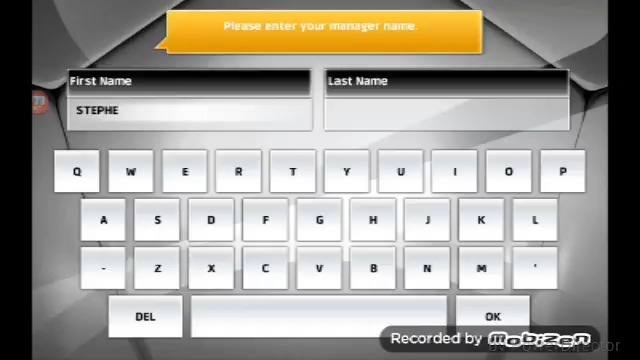 Please enter your manager name.
First Name
Last Name
STEPHE
Q W E R T Y U I O P
A S D F G H J K L
- Z X C V B N M '
DEL
OK
Recorded by
mobizen